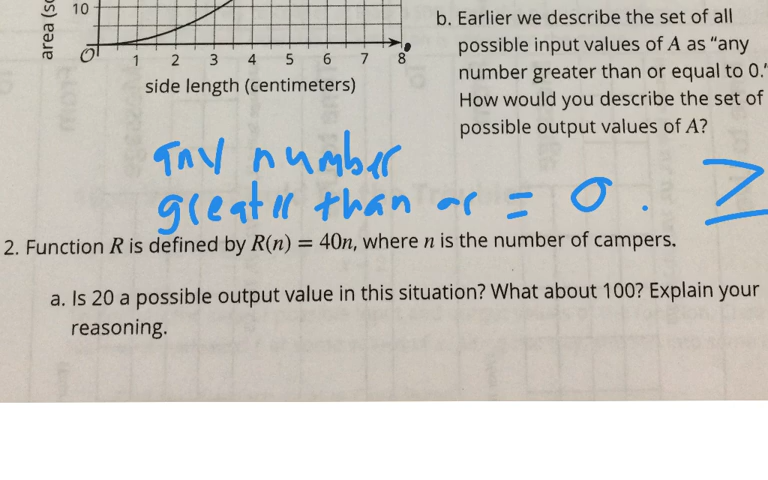 area (s
10
O 1 2 3 4 5 6 7 8
side length (centimeters)
b. Earlier we describe the set of all
possible input values of A as “any
number greater than or equal to 0.”
How would you describe the set of
possible output values of A?
any number
greater than or = 0. ≥
2. Function R is defined by R(n) = 40n, where n is the number of campers.
a. Is 20 a possible output value in this situation? What about 100? Explain your
reasoning.